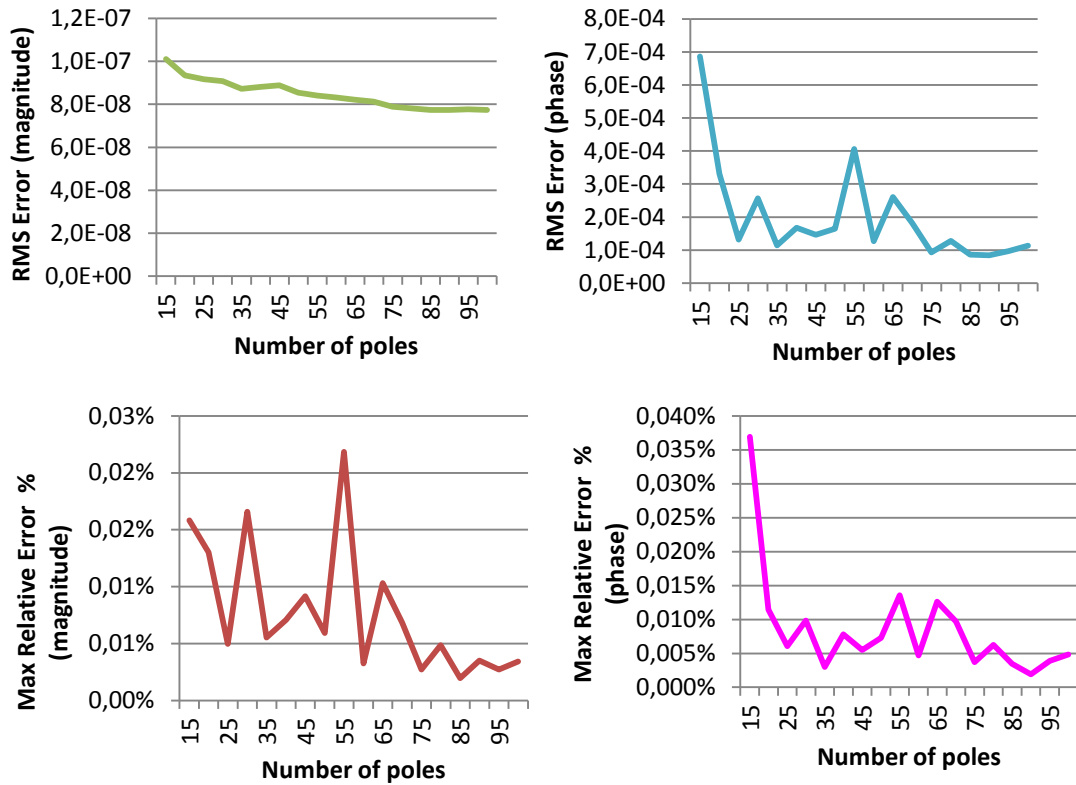 RMS Error (magnitude)
1,2E-07
1,0E-07
8,0E-08
6,0E-08
4,0E-08
2,0E-08
0,0E+00
15 25 35 45 55 65 75 85 95
Number of poles
RMS Error (phase)
8,0E-04
7,0E-04
6,0E-04
5,0E-04
4,0E-04
3,0E-04
2,0E-04
1,0E-04
0,0E+00
15 25 35 45 55 65 75 85 95
Number of poles
Max Relative Error %
(magnitude)
0,03%
0,02%
0,02%
0,01%
0,01%
0,00%
15 25 35 45 55 65 75 85 95
Number of poles
Max Relative Error %
(phase)
0,040%
0,035%
0,030%
0,025%
0,020%
0,015%
0,010%
0,005%
0,000%
15 25 35 45 55 65 75 85 95
Number of poles